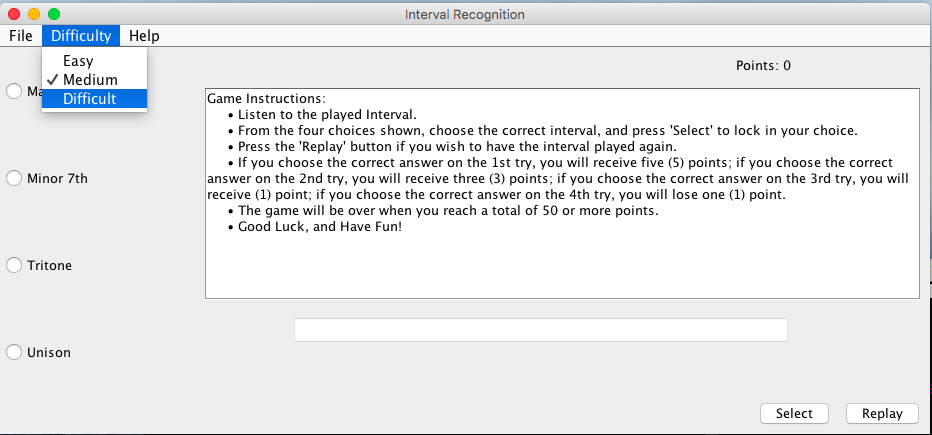 Interval Recognition
File Difficulty Help
Easy
✓ Medium
Difficult
Points: 0
Game Instructions:
• Listen to the played Interval.
• From the four choices shown, choose the correct interval, and press 'Select' to lock in your choice.
• Press the 'Replay' button if you wish to have the interval played again.
• If you choose the correct answer on the 1st try, you will receive five (5) points; if you choose the correct
answer on the 2nd try, you will receive three (3) points; if you choose the correct answer on the 3rd try, you will
receive (1) point; if you choose the correct answer on the 4th try, you will lose one (1) point.
• The game will be over when you reach a total of 50 or more points.
• Good Luck, and Have Fun!
Minor 7th
Tritone
Unison
Select Replay